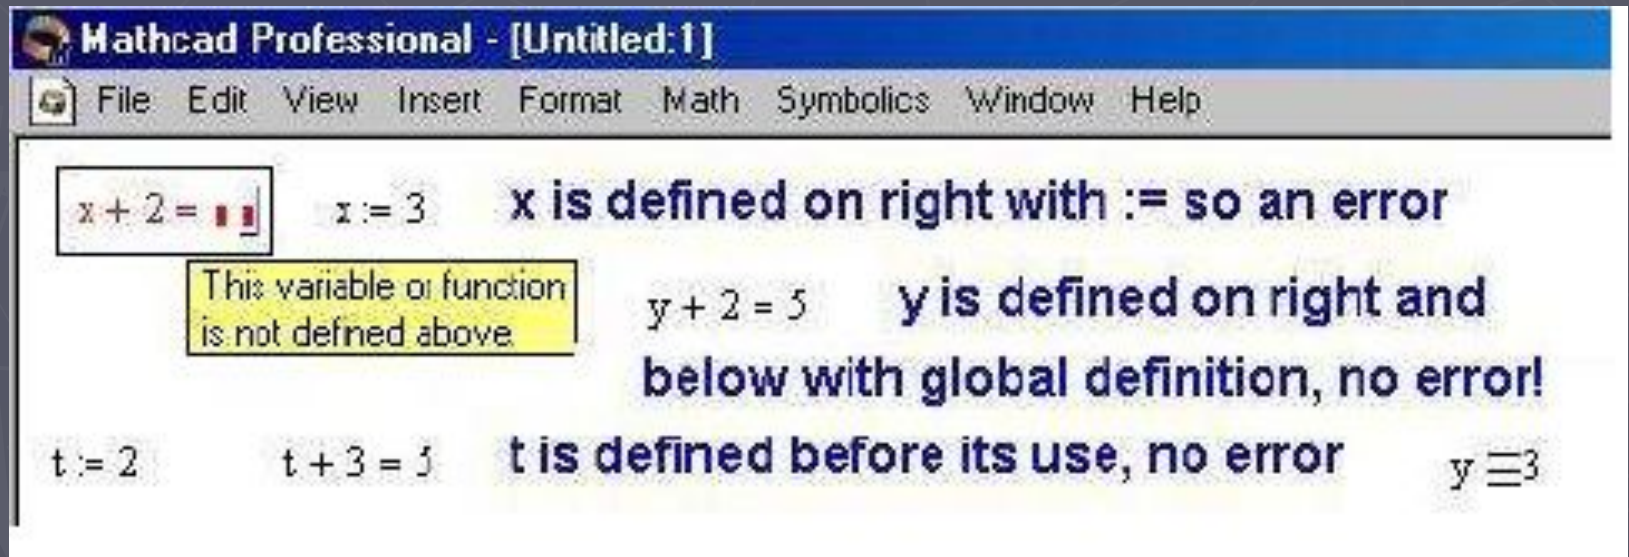 Mathcad Professional - [Untitled:1]
File Edit View Insert Format Math Symbolics Window Help
x + 2 = x := 3 x is defined on right with := so an error
This variable or function
is not defined above.
y + 2 = 5 y is defined on right and
below with global definition, no error!
t := 2 t + 3 = 5 t is defined before its use, no error y ≡ 3